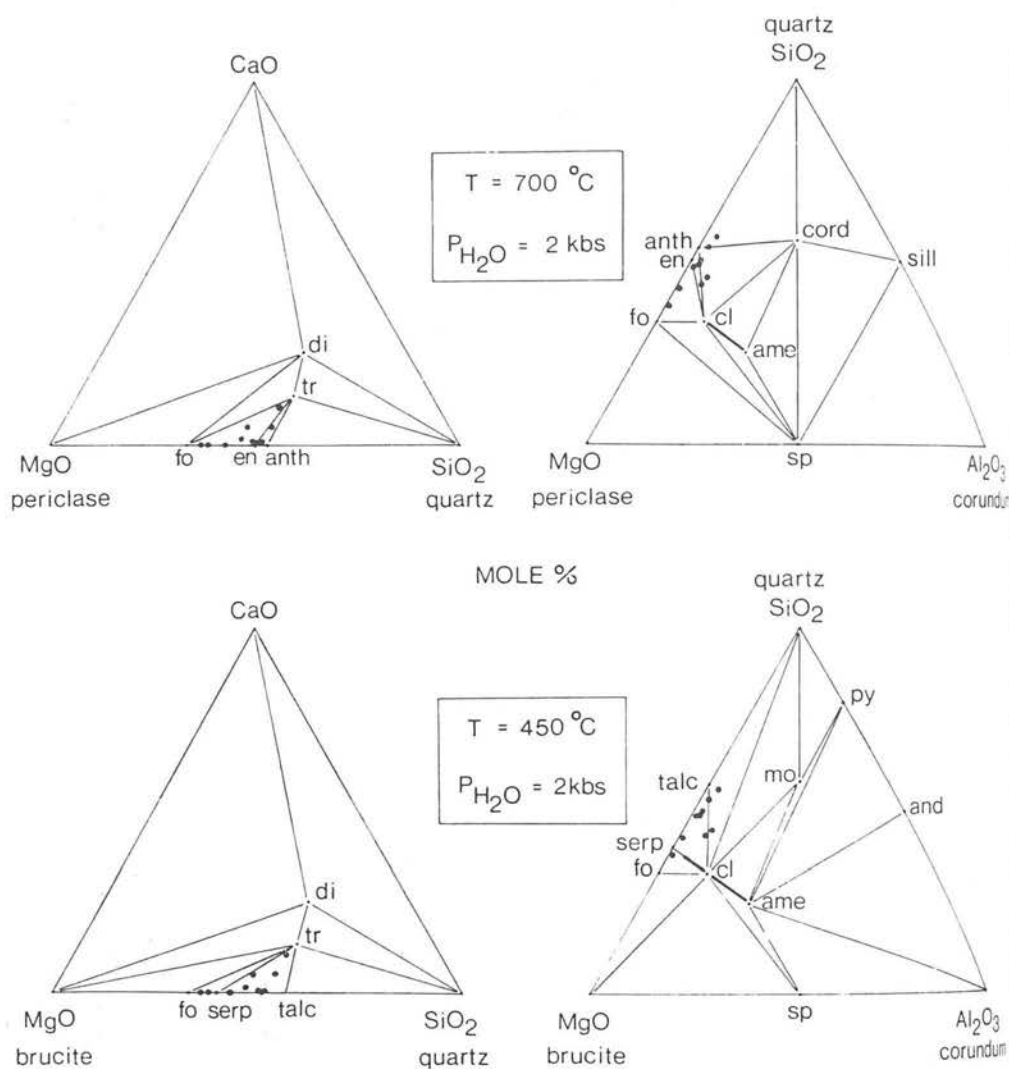 CaO
di
tr
fo
en
anth
MgO
periclase
SiO2
quartz
T = 700 °C
PH2O = 2 kbs
quartz
SiO2
anth
en
cord
sill
fo
cl
ame
MgO
periclase
sp
Al2O3
MOLE %
CaO
di
tr
fo
serp
talc
MgO
brucite
SiO2
quartz
T = 450 °C
PH2O = 2kbs
quartz
SiO2
py
talc
mo
and
serp
fo
cl
ame
MgO
brucite
sp
Al2O3
corundum